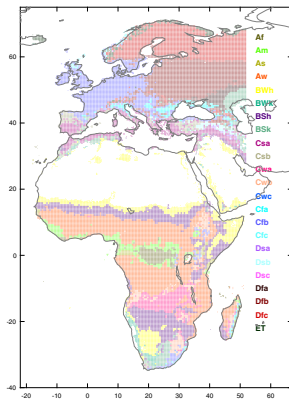 Af
Am
As
Aw
BWh
BWk
BSh
BSk
Csa
Csb
Cwa
Cwb
Cwc
Cfa
Cfb
Cfc
Dsa
Dsb
Dsc
Dfa
Dfb
Dfc
ET
60
40
20
0
-20
-40
-20 -10 0 10 20 30 40 50 60